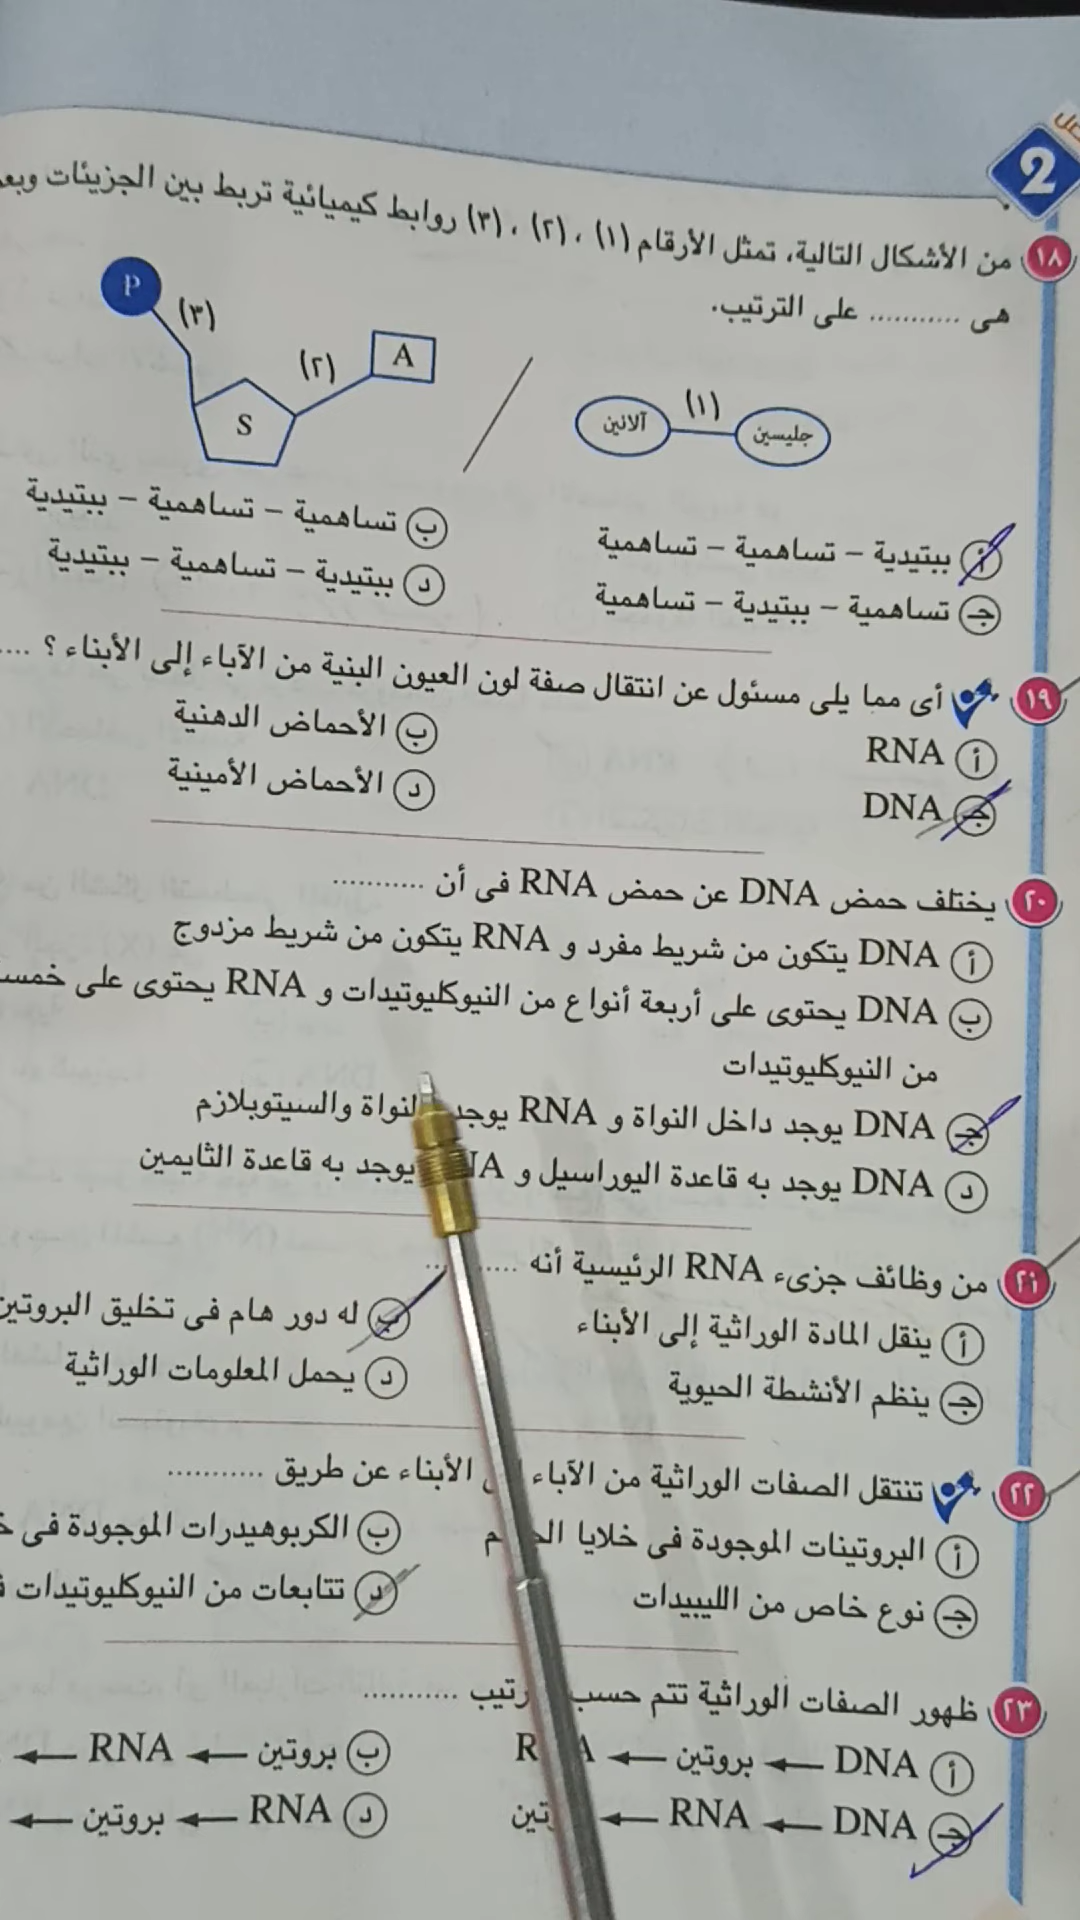 2
١٨ من الأشكال التالية، تمثل الأرقام (١) ، (٢) ، (٣) روابط كيميائية تربط بين الجزيئات
هى ........... على الترتيب.
جليسين (١) آلانين
P (٣) S (٢) A
أ ببتيدية – تساهمية – تساهمية
ب تساهمية – تساهمية – ببتيدية
جـ تساهمية – ببتيدية – تساهمية
د ببتيدية – تساهمية – ببتيدية
١٩ أى مما يلى مسئول عن انتقال صفة لون العيون البنية من الآباء إلى الأبناء ؟ ....
أ RNA
ب الأحماض الدهنية
جـ DNA
د الأحماض الأمينية
٢٠ يختلف حمض DNA عن حمض RNA فى أن ...........
أ DNA يتكون من شريط مفرد و RNA يتكون من شريط مزدوج
ب DNA يحتوى على أربعة أنواع من النيوكليوتيدات و RNA يحتوى على
من النيوكليوتيدات
جـ DNA يوجد داخل النواة و RNA يوجد والسيتوبلازم
د DNA يوجد به قاعدة اليوراسيل و يوجد به قاعدة الثايمين
٢١ من وظائف جزىء RNA الرئيسية أنه ...........
أ ينقل المادة الوراثية إلى الأبناء
ب له دور هام فى تخليق البروتين
جـ ينظم الأنشطة الحيوية
د يحمل المعلومات الوراثية
٢٢ تنتقل الصفات الوراثية من الآباء الأبناء عن طريق ...........
أ البروتينات الموجودة فى خلايا
ب الكربوهيدرات الموجودة فى
جـ نوع خاص من الليبيدات
د تتابعات من النيوكليوتيدات
٢٣ ظهور الصفات الوراثية تتم حسب ...........
أ DNA ← بروتين ← RNA
ب بروتين ← RNA ←
جـ DNA ← RNA ← بروتين
د RNA ← بروتين ←